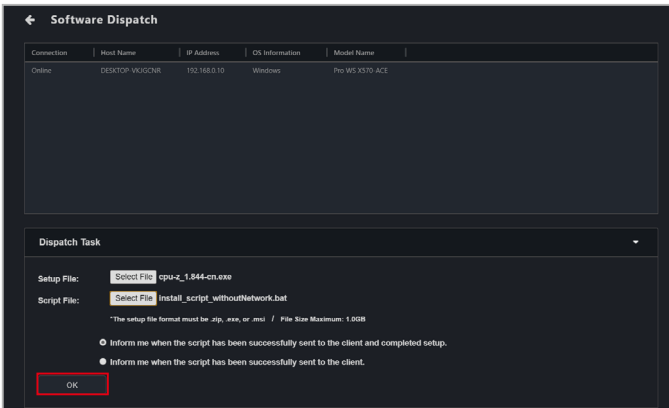 Software Dispatch
Connection Host Name IP Address OS Information Model Name
Online DESKTOP-VKJGCNR 192.168.0.10 Windows Pro WS X570-ACE
Dispatch Task
Setup File: Select File cpu-z_1.844-cn.exe
Script File: Select File Install_script_withoutNetwork.bat
*The setup file format must be .zip, .exe, or .msi / File Size Maximum: 1.0GB
Inform me when the script has been successfully sent to the client and completed setup.
Inform me when the script has been successfully sent to the client.
OK